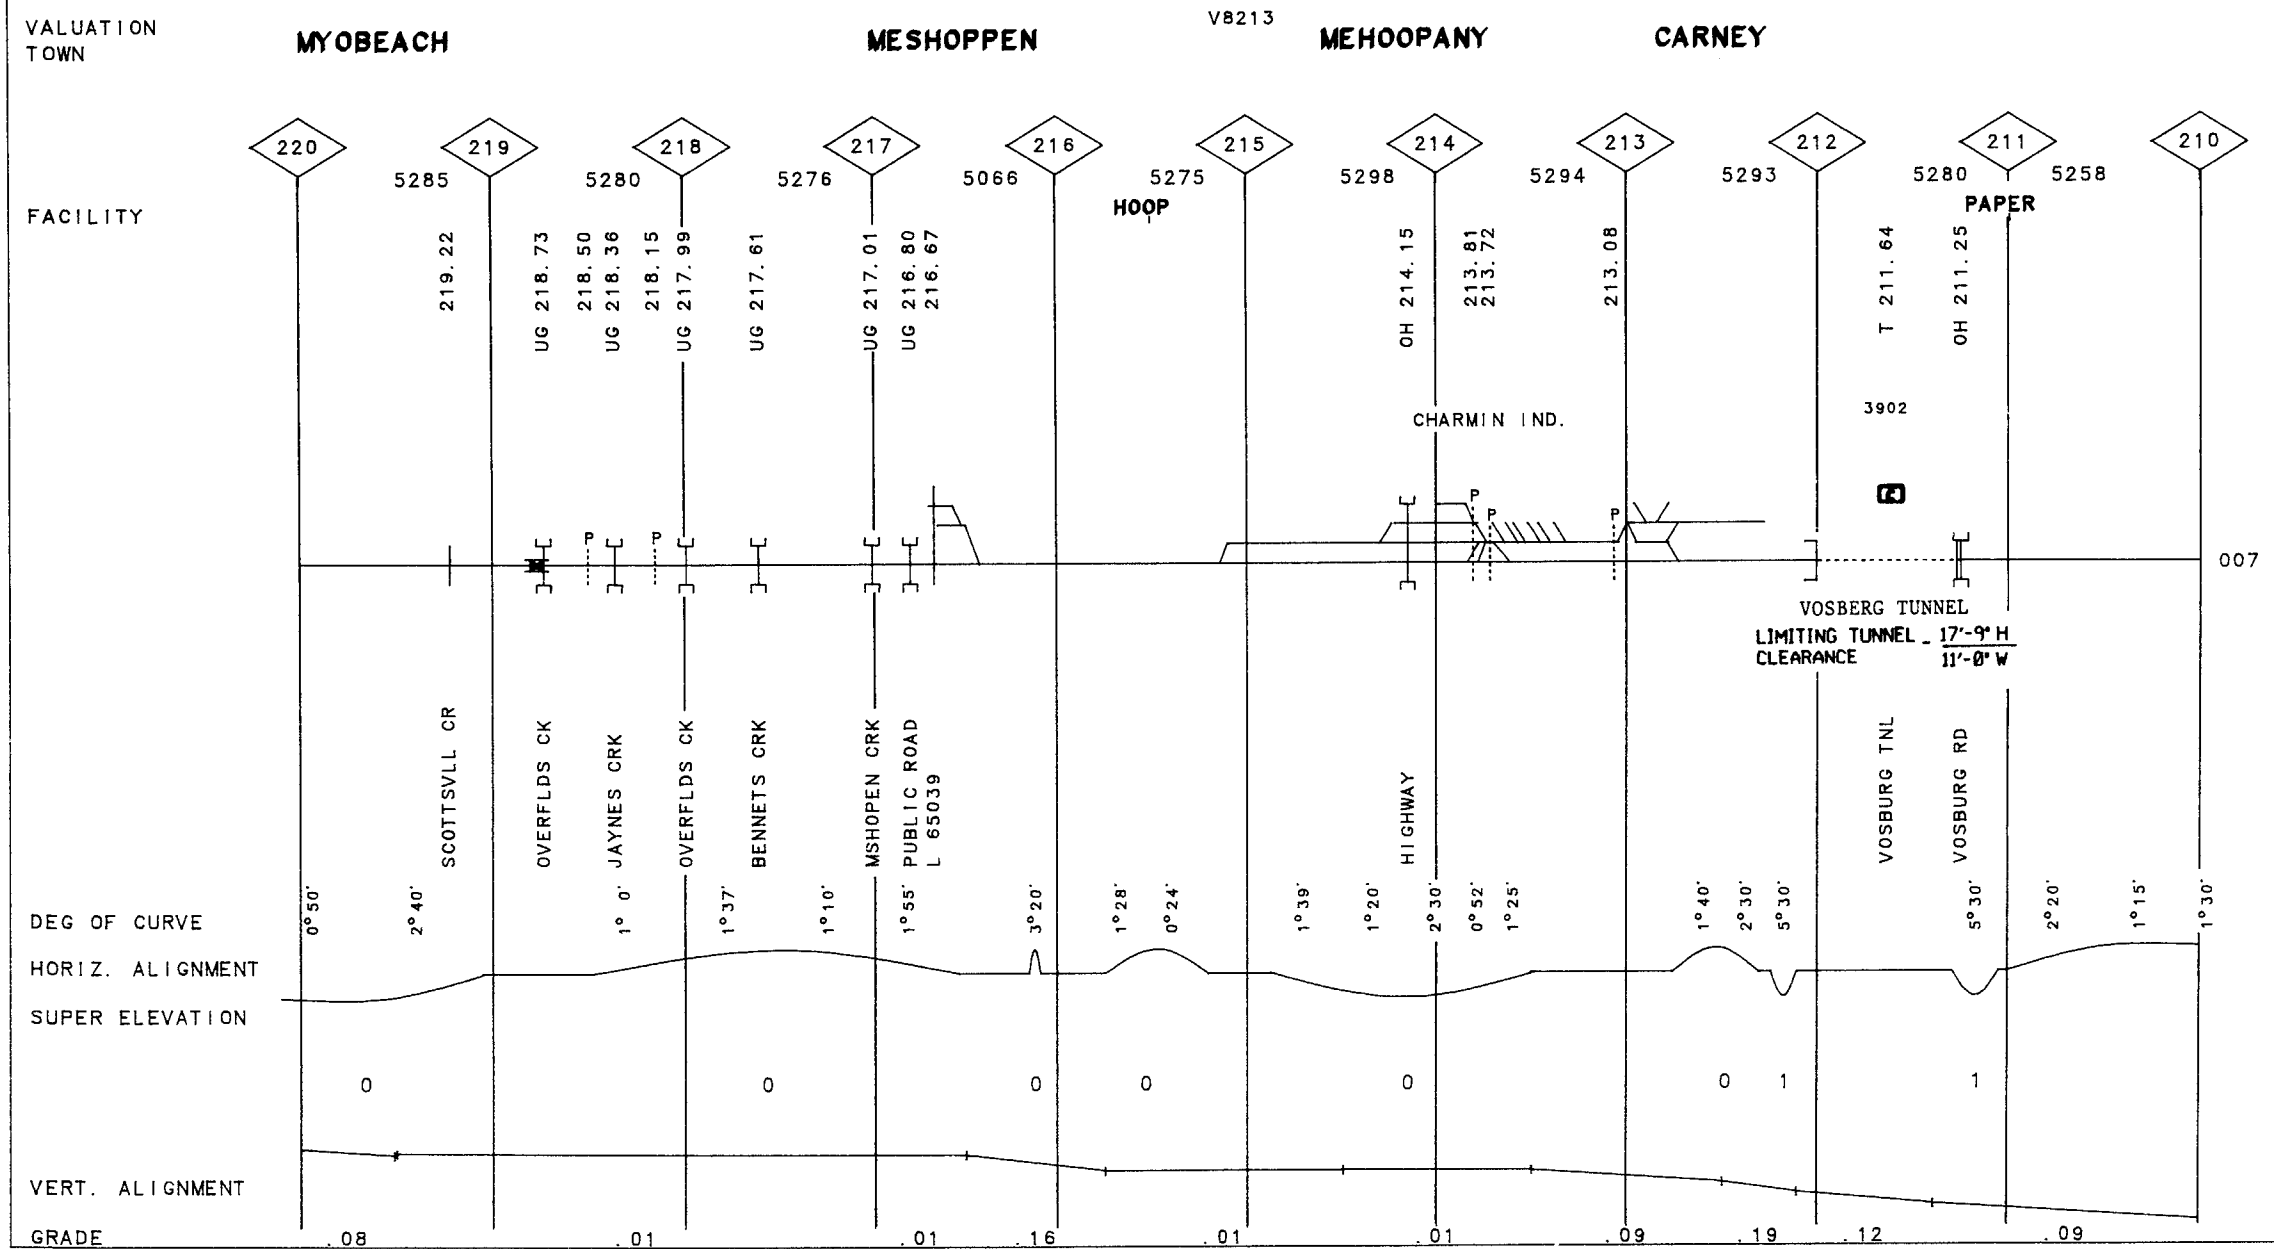 VALUATION
TOWN
MYOBEACH
MESHOPPEN
V8213
MEHOOPANY
CARNEY
220
219
218
217
216
215
214
213
212
211
210
5285
5280
5276
5066
5275
5298
5294
5293
5280
5258
FACILITY
HOOP
PAPER
219.22
UG 218.73
218.50
UG 218.36
218.15
UG 217.99
UG 217.61
UG 217.01
UG 216.80
216.67
OH 214.15
213.81
213.72
213.08
T 211.64
OH 211.25
3902
CHARMIN IND.
P
P
P
P
P
007
VOSBERG TUNNEL
LIMITING TUNNEL - 17'-9" H
CLEARANCE 11'-0" W
SCOTTSVLL CR
OVERFLDS CK
JAYNES CRK
OVERFLDS CK
BENNETS CRK
MSHOPEN CRK
PUBLIC ROAD
L 65039
HIGHWAY
VOSBURG TNL
VOSBURG RD
DEG OF CURVE
0°50'
2°40'
1° 0'
1°37'
1°10'
1°55'
3°20'
1°28'
0°24'
1°39'
1°20'
2°30'
0°52'
1°25'
1°40'
2°30'
5°30'
5°30'
2°20'
1°15'
1°30'
HORIZ. ALIGNMENT
SUPER ELEVATION
0
0
0
0
0
0
1
1
VERT. ALIGNMENT
GRADE
.08
.01
.01
.16
.01
.01
.09
.19
.12
.09